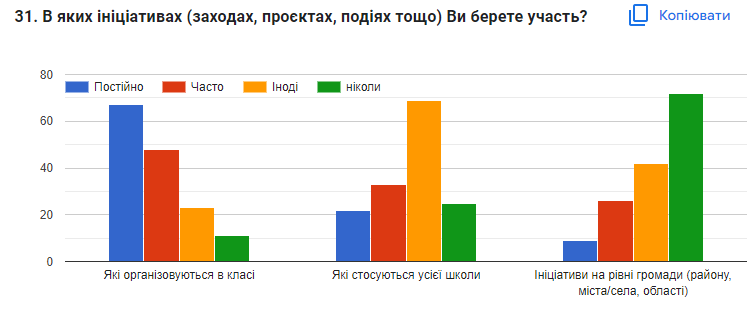 31. В яких ініціативах (заходах, проєктах, подіях тощо) Ви берете участь?
Копіювати
80
60
40
20
0
Постійно
Часто
Іноді
ніколи
Які організовуються в класі
Які стосуються усієї школи
Ініціативи на рівні громади (району,
міста/села, області)